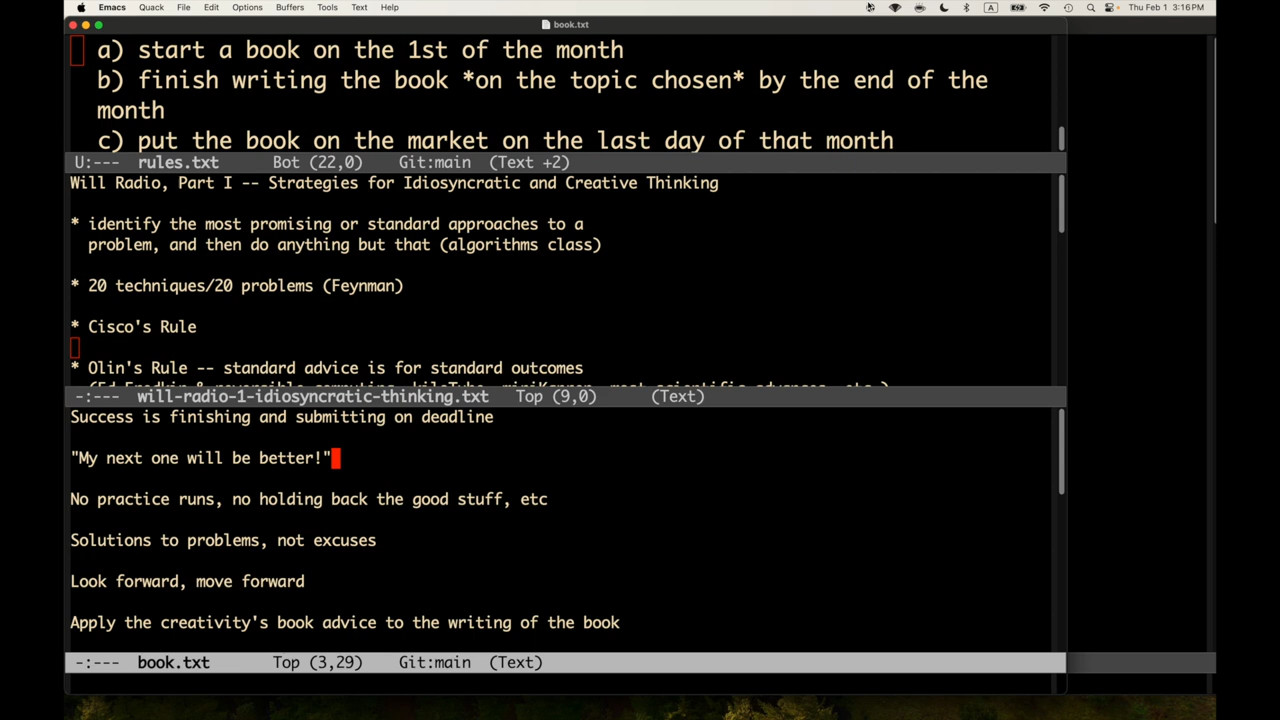 Emacs Quack File Edit Options Buffers Tools Text Help A Thu Feb 1 3:16 PM
book.txt
a) start a book on the 1st of the month
b) finish writing the book *on the topic chosen* by the end of the
month
c) put the book on the market on the last day of that month
U:--- rules.txt Bot (22,0) Git:main (Text +2)
Will Radio, Part I -- Strategies for Idiosyncratic and Creative Thinking
* identify the most promising or standard approaches to a
problem, and then do anything but that (algorithms class)
* 20 techniques/20 problems (Feynman)
* Cisco's Rule
* Olin's Rule -- standard advice is for standard outcomes
-:--- will-radio-1-idiosyncratic-thinking.txt Top (9,0) (Text)
Success is finishing and submitting on deadline
"My next one will be better!"
No practice runs, no holding back the good stuff, etc
Solutions to problems, not excuses
Look forward, move forward
Apply the creativity's book advice to the writing of the book
-:--- book.txt Top (3,29) Git:main (Text)